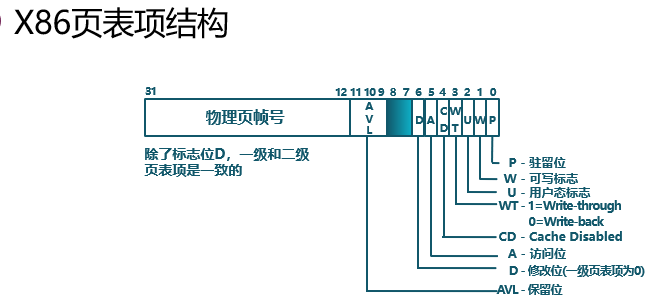 X86页表项结构
31 12 11 10 9 8 7 6 5 4 3 2 1 0
物理页帧号 AVL D A CD WT U W P
除了标志位D，一级和二级
页表项是一致的
P - 驻留位
W - 可写标志
U - 用户态标志
WT - 1=Write-through
0=Write-back
CD - Cache Disabled
A - 访问位
D - 修改位(一级页表项为0)
AVL - 保留位